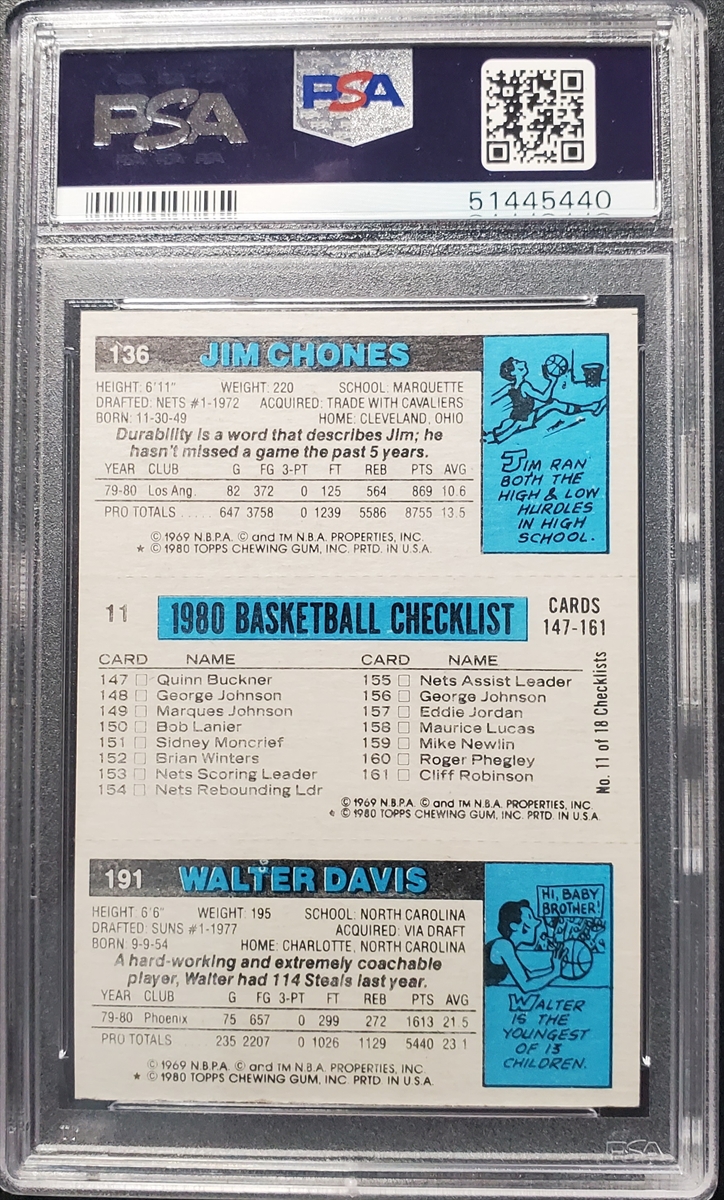 PSA
PSA
51445440
136 JIM CHONES
HEIGHT: 6'11" WEIGHT: 220 SCHOOL: MARQUETTE
DRAFTED: NETS #1-1972 ACQUIRED: TRADE WITH CAVALIERS
BORN: 11-30-49 HOME: CLEVELAND, OHIO
Durability is a word that describes Jim; he
hasn't missed a game the past 5 years.
YEAR CLUB G FG 3-PT FT REB PTS AVG
79-80 Los Ang. 82 372 0 125 564 869 10.6
PRO TOTALS ..... 647 3758 0 1239 5586 8755 13.5
© 1969 N.B.P.A. © and TM N.B.A. PROPERTIES, INC.
* © 1980 TOPPS CHEWING GUM, INC. PRTD. IN U.S.A.
JIM RAN
BOTH THE
HIGH & LOW
HURDLES
IN HIGH
SCHOOL.
11 1980 BASKETBALL CHECKLIST CARDS
147-161
CARD NAME
147 □ Quinn Buckner
148 □ George Johnson
149 □ Marques Johnson
150 □ Bob Lanier
151 □ Sidney Moncrief
152 □ Brian Winters
153 □ Nets Scoring Leader
154 □ Nets Rebounding Ldr
CARD NAME
155 □ Nets Assist Leader
156 □ George Johnson
157 □ Eddie Jordan
158 □ Maurice Lucas
159 □ Mike Newlin
160 □ Roger Phegley
161 □ Cliff Robinson
No. 11 of 18 Checklists
© 1969 N.B.P.A. © and TM N.B.A. PROPERTIES, INC.
* © 1980 TOPPS CHEWING GUM, INC. PRTD. IN U.S.A.
191 WALTER DAVIS
HEIGHT: 6'6" WEIGHT: 195 SCHOOL: NORTH CAROLINA
DRAFTED: SUNS #1-1977 ACQUIRED: VIA DRAFT
BORN: 9-9-54 HOME: CHARLOTTE, NORTH CAROLINA
A hard-working and extremely coachable
player, Walter had 114 Steals last year.
YEAR CLUB G FG 3-PT FT REB PTS AVG
79-80 Phoenix 75 657 0 299 272 1613 21.5
PRO TOTALS 235 2207 0 1026 1129 5440 23.1
© 1969 N.B.P.A. © and TM N.B.A. PROPERTIES, INC.
* © 1980 TOPPS CHEWING GUM, INC. PRTD. IN U.S.A.
HI, BABY
BROTHER!
WALTER
IS THE
YOUNGEST
OF 13
CHILDREN.
PSA